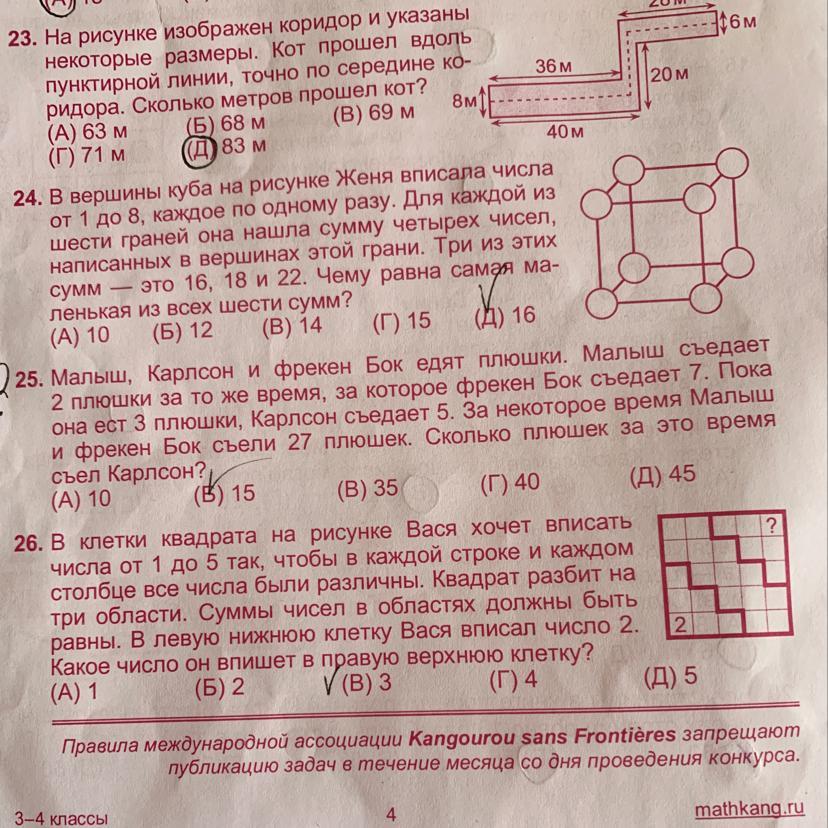 23. На рисунке изображен коридор и указаны
некоторые размеры. Кот прошел вдоль
пунктирной линии, точно по середине ко-
ридора. Сколько метров прошел кот?
(А) 63 м (Б) 68 м (В) 69 м
(Г) 71 м (Д) 83 м
6 м
36 м
20 м
8 м
40 м
24. В вершины куба на рисунке Женя вписала числа
от 1 до 8, каждое по одному разу. Для каждой из
шести граней она нашла сумму четырех чисел,
написанных в вершинах этой грани. Три из этих
сумм — это 16, 18 и 22. Чему равна самая ма-
ленькая из всех шести сумм?
(А) 10 (Б) 12 (В) 14 (Г) 15 (Д) 16
25. Малыш, Карлсон и фрекен Бок едят плюшки. Малыш съедает
2 плюшки за то же время, за которое фрекен Бок съедает 7. Пока
она ест 3 плюшки, Карлсон съедает 5. За некоторое время Малыш
и фрекен Бок съели 27 плюшек. Сколько плюшек за это время
съел Карлсон?
(А) 10 (Б) 15 (В) 35 (Г) 40 (Д) 45
26. В клетки квадрата на рисунке Вася хочет вписать
числа от 1 до 5 так, чтобы в каждой строке и каждом
столбце все числа были различны. Квадрат разбит на
три области. Суммы чисел в областях должны быть
равны. В левую нижнюю клетку Вася вписал число 2.
Какое число он впишет в правую верхнюю клетку?
(А) 1 (Б) 2 (В) 3 (Г) 4 (Д) 5
?
2
Правила международной ассоциации Kangourou sans Frontières запрещают
публикацию задач в течение месяца со дня проведения конкурса.
3–4 классы 4 mathkang.ru